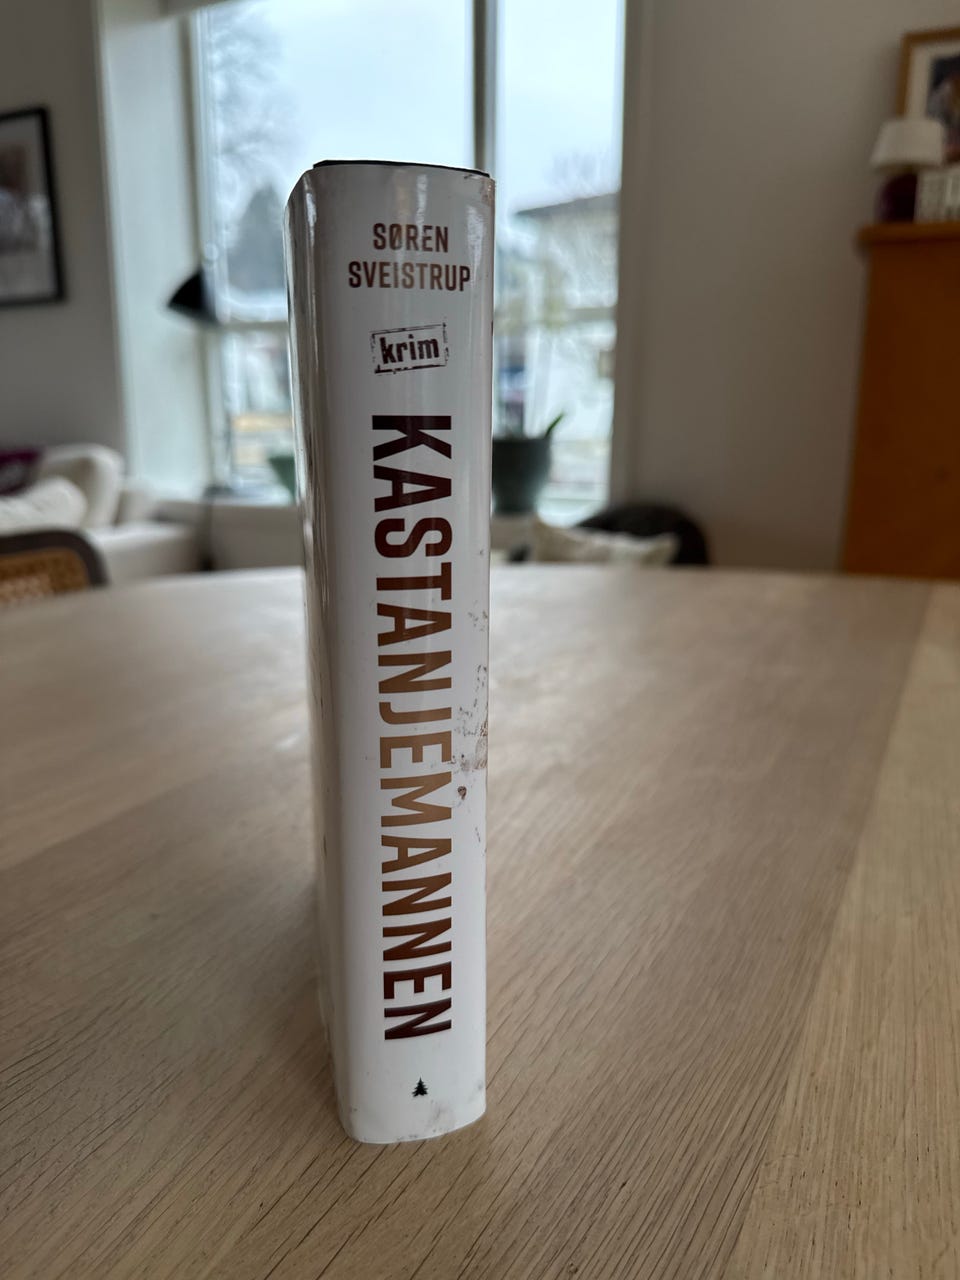 SØREN
SVEISTRUP
krim
KASTANJEMANNEN